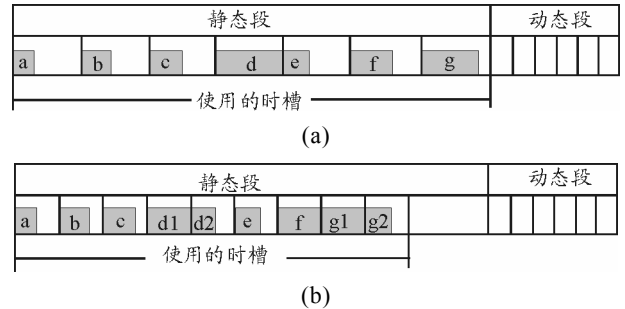 静态段 动态段
a b c d e f g
使用的时槽
(a)
静态段 动态段
a b c d1 d2 e f g1 g2
使用的时槽
(b)